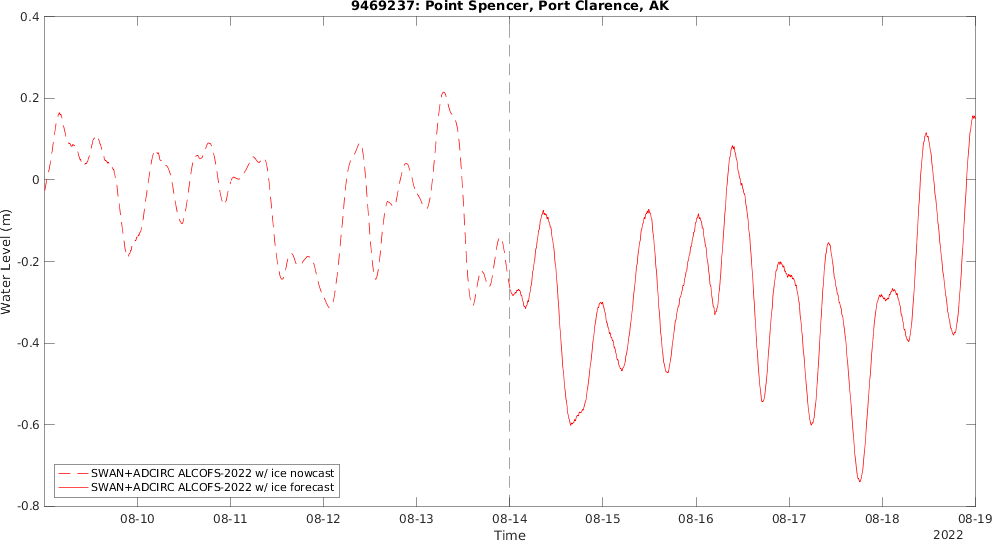 9469237: Point Spencer, Port Clarence, AK
0.4
0.2
0
-0.2
-0.4
-0.6
-0.8
Water Level (m)
SWAN+ADCIRC ALCOFS-2022 w/ ice nowcast
SWAN+ADCIRC ALCOFS-2022 w/ ice forecast
08-10 08-11 08-12 08-13 08-14 08-15 08-16 08-17 08-18 08-19
Time
2022